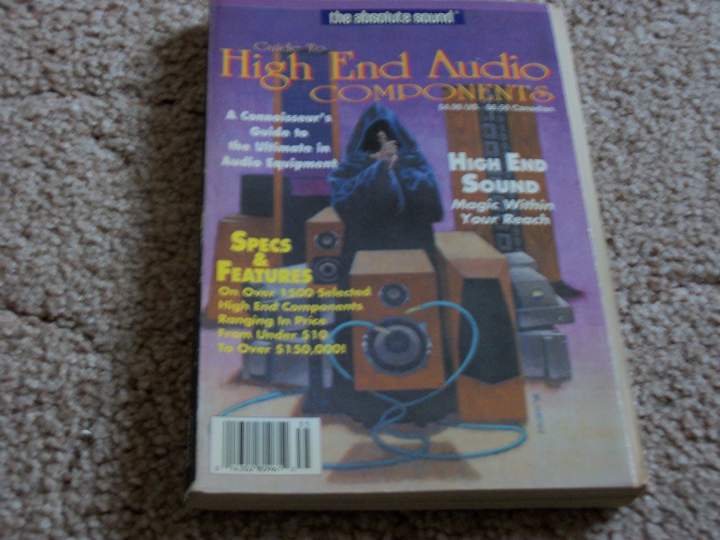 the absolute sound
Guide To
High End Audio
COMPONENTS
A Connoisseur's
Guide to
the Ultimate in
Audio Equipment
HIGH END
SOUND
Magic Within
Your Reach
SPECS
&
FEATURES
On Over 1500 Selected
High End Components
Ranging In Price
From Under $10
To Over $150,000!